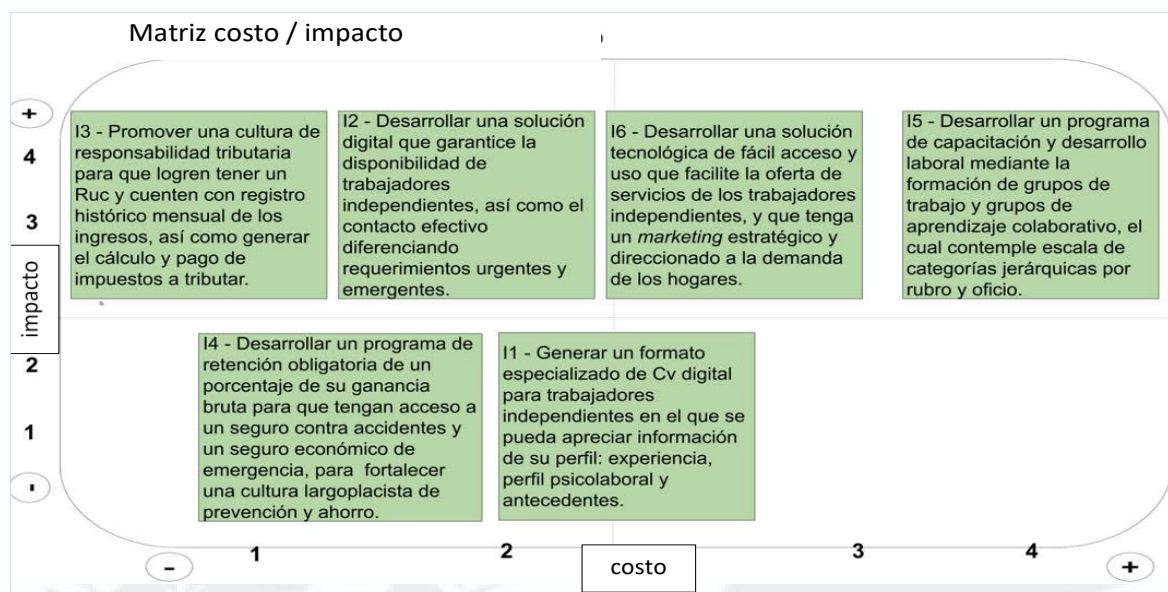 Matriz costo / impacto
+
4
3
impacto
2
1
-
I3 - Promover una cultura de
responsabilidad tributaria
para que logren tener un
Ruc y cuenten con registro
histórico mensual de los
ingresos, así como generar
el cálculo y pago de
impuestos a tributar.
I2 - Desarrollar una solución
digital que garantice la
disponibilidad de
trabajadores
independientes, así como el
contacto efectivo
diferenciando
requerimientos urgentes y
emergentes.
I6 - Desarrollar una solución
tecnológica de fácil acceso y
uso que facilite la oferta de
servicios de los trabajadores
independientes, y que tenga
un marketing estratégico y
direccionado a la demanda
de los hogares.
I5 - Desarrollar un programa
de capacitación y desarrollo
laboral mediante la
formación de grupos de
trabajo y grupos de
aprendizaje colaborativo, el
cual contemple escala de
categorías jerárquicas por
rubro y oficio.
I4 - Desarrollar un programa de
retención obligatoria de un
porcentaje de su ganancia
bruta para que tengan acceso a
un seguro contra accidentes y
un seguro económico de
emergencia, para fortalecer
una cultura largoplacista de
prevención y ahorro.
I1 - Generar un formato
especializado de Cv digital
para trabajadores
independientes en el que se
pueda apreciar información
de su perfil: experiencia,
perfil psicolaboral y
antecedentes.
-
1
2
costo
3
4
+